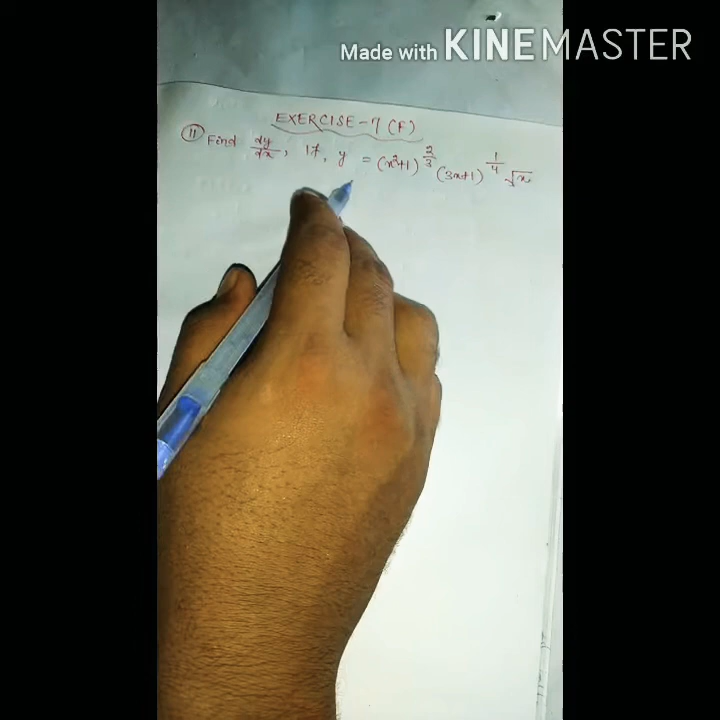 Made with KINEMASTER
EXERCISE-7 (F)
⑪ Find dy/dx, If, y = (x²+1)^(2/3) (3x+1)^(1/4) √x